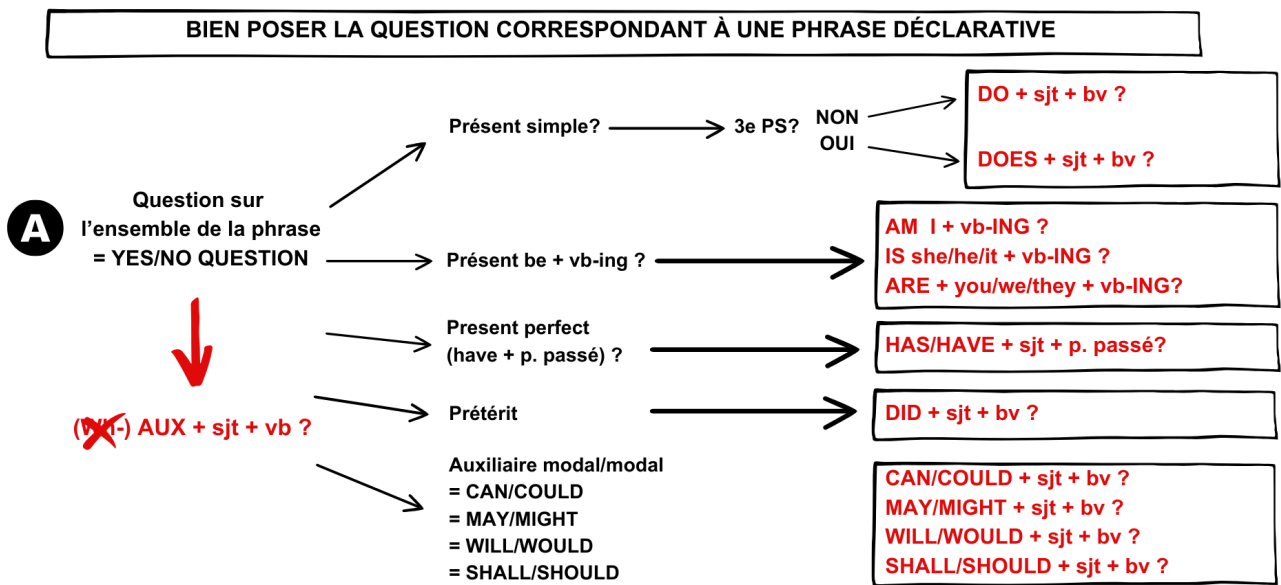 BIEN POSER LA QUESTION CORRESPONDANT À UNE PHRASE DÉCLARATIVE
A
Question sur
l'ensemble de la phrase
= YES/NO QUESTION
(Wh-) AUX + sjt + vb ?
Présent simple?
3e PS?
NON
OUI
DO + sjt + bv ?
DOES + sjt + bv ?
Présent be + vb-ing ?
AM I + vb-ING ?
IS she/he/it + vb-ING ?
ARE + you/we/they + vb-ING?
Present perfect
(have + p. passé) ?
HAS/HAVE + sjt + p. passé?
Prétérit
DID + sjt + bv ?
Auxiliaire modal/modal
= CAN/COULD
= MAY/MIGHT
= WILL/WOULD
= SHALL/SHOULD
CAN/COULD + sjt + bv ?
MAY/MIGHT + sjt + bv ?
WILL/WOULD + sjt + bv ?
SHALL/SHOULD + sjt + bv ?